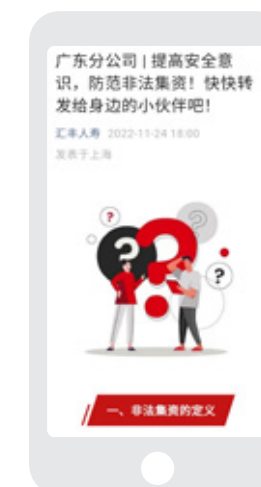 广东分公司 | 提高安全意
识，防范非法集资！快快转
发给身边的小伙伴吧！
汇丰人寿 2022-11-24 18:00
发表于上海
? ? ? ? ?
一、非法集资的定义